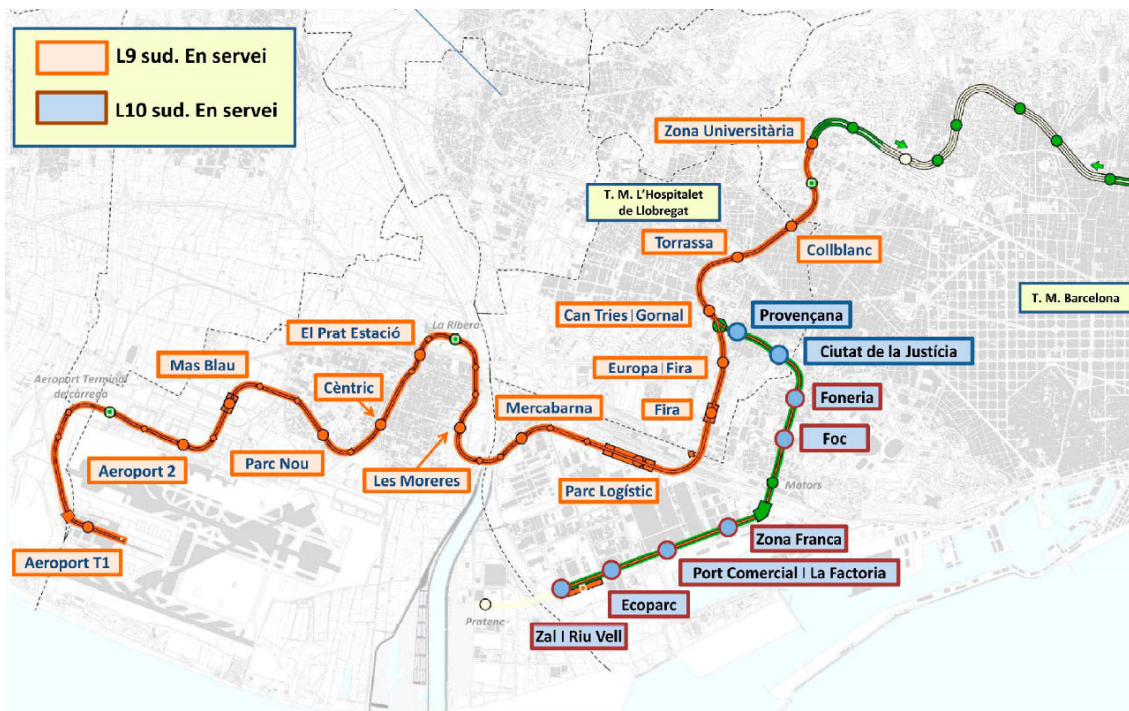 L9 sud. En servei
L10 sud. En servei
Zona Universitària
T. M. L'Hospitalet
de Llobregat
Torrassa
Collblanc
T. M. Barcelona
Can Tries | Gornal
Provençana
El Prat Estació
La Ribera
Ciutat de la Justícia
Mas Blau
Europa | Fira
Aeroport Terminal
de càrrega
Cèntric
Foneria
Mercabarna
Fira
Foc
Aeroport 2
Parc Nou
Les Moreres
Parc Logístic
Motors
Zona Franca
Aeroport T1
Port Comercial | La Factoria
Ecoparc
Pratenc
Zal | Riu Vell